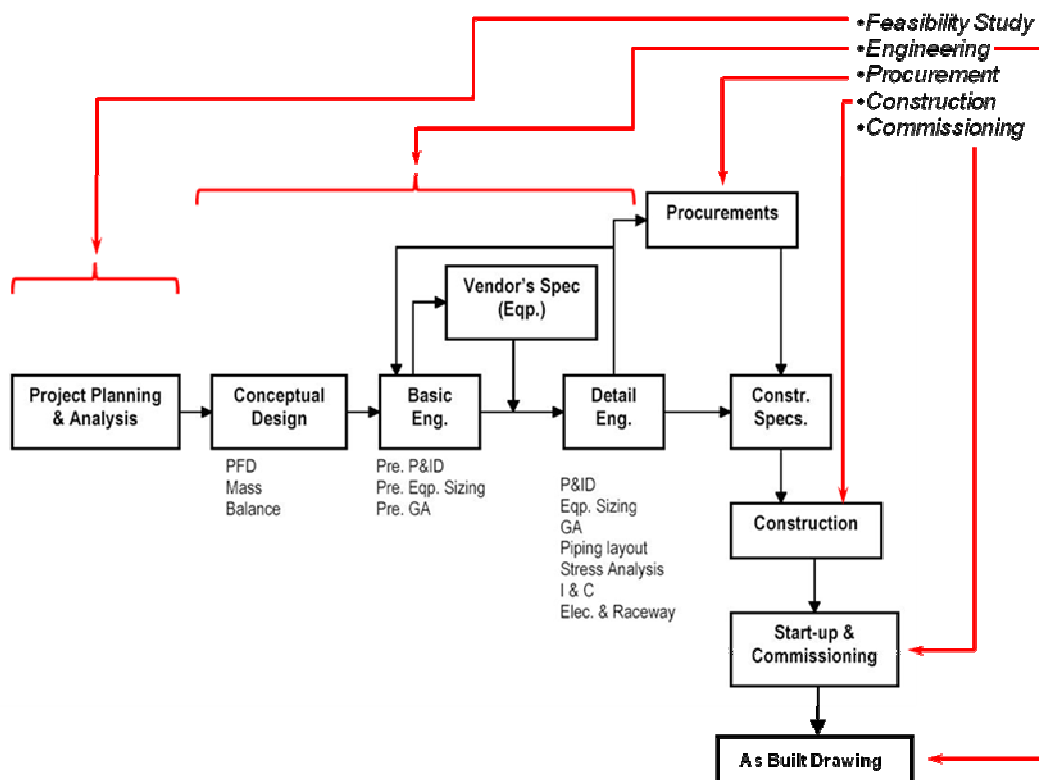 •Feasibility Study
•Engineering
•Procurement
•Construction
•Commissioning
Procurements
Vendor's Spec
(Eqp.)
Project Planning
& Analysis
Conceptual
Design
Basic
Eng.
Detail
Eng.
Constr.
Specs.
PFD
Mass
Balance
Pre. P&ID
Pre. Eqp. Sizing
Pre. GA
P&ID
Eqp. Sizing
GA
Piping layout
Stress Analysis
I & C
Elec. & Raceway
Construction
Start-up &
Commissioning
As Built Drawing